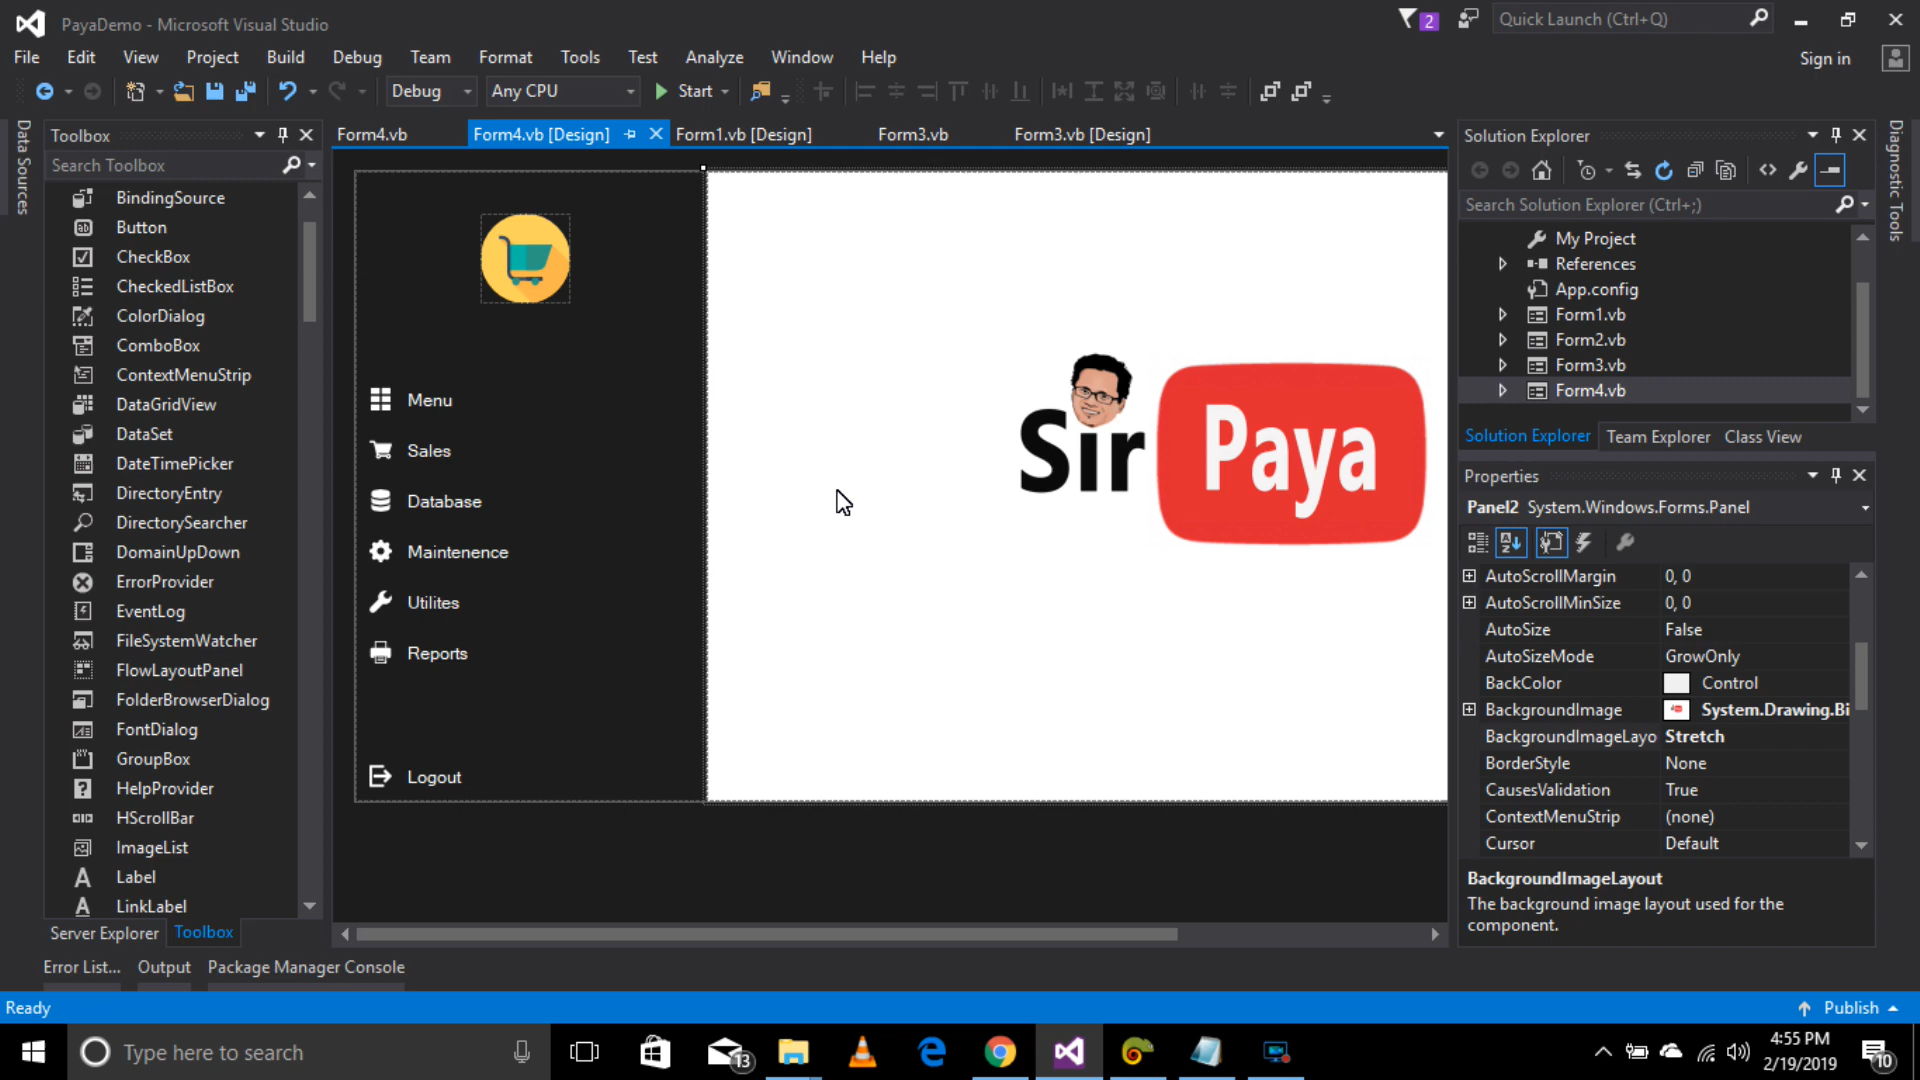 PayaDemo - Microsoft Visual Studio
2
Quick Launch (Ctrl+Q)
File Edit View Project Build Debug Team Format Tools Test Analyze Window Help
Sign in
Debug Any CPU Start
Data Sources
Toolbox
Search Toolbox
BindingSource
Button
CheckBox
CheckedListBox
ColorDialog
ComboBox
ContextMenuStrip
DataGridView
DataSet
DateTimePicker
DirectoryEntry
DirectorySearcher
DomainUpDown
ErrorProvider
EventLog
FileSystemWatcher
FlowLayoutPanel
FolderBrowserDialog
FontDialog
GroupBox
HelpProvider
HScrollBar
ImageList
Label
LinkLabel
Server Explorer Toolbox
Form4.vb Form4.vb [Design] Form1.vb [Design] Form3.vb Form3.vb [Design]
Menu
Sales
Database
Maintenence
Utilites
Reports
Logout
Sir Paya
Solution Explorer
Search Solution Explorer (Ctrl+;)
My Project
References
App.config
Form1.vb
Form2.vb
Form3.vb
Form4.vb
Solution Explorer Team Explorer Class View
Properties
Panel2 System.Windows.Forms.Panel
AutoScrollMargin 0, 0
AutoScrollMinSize 0, 0
AutoSize False
AutoSizeMode GrowOnly
BackColor Control
BackgroundImage System.Drawing.Bi
BackgroundImageLayo Stretch
BorderStyle None
CausesValidation True
ContextMenuStrip (none)
Cursor Default
BackgroundImageLayout
The background image layout used for the
component.
Diagnostic Tools
Error List... Output Package Manager Console
Ready
Publish
Type here to search
13
4:55 PM
2/19/2019
10